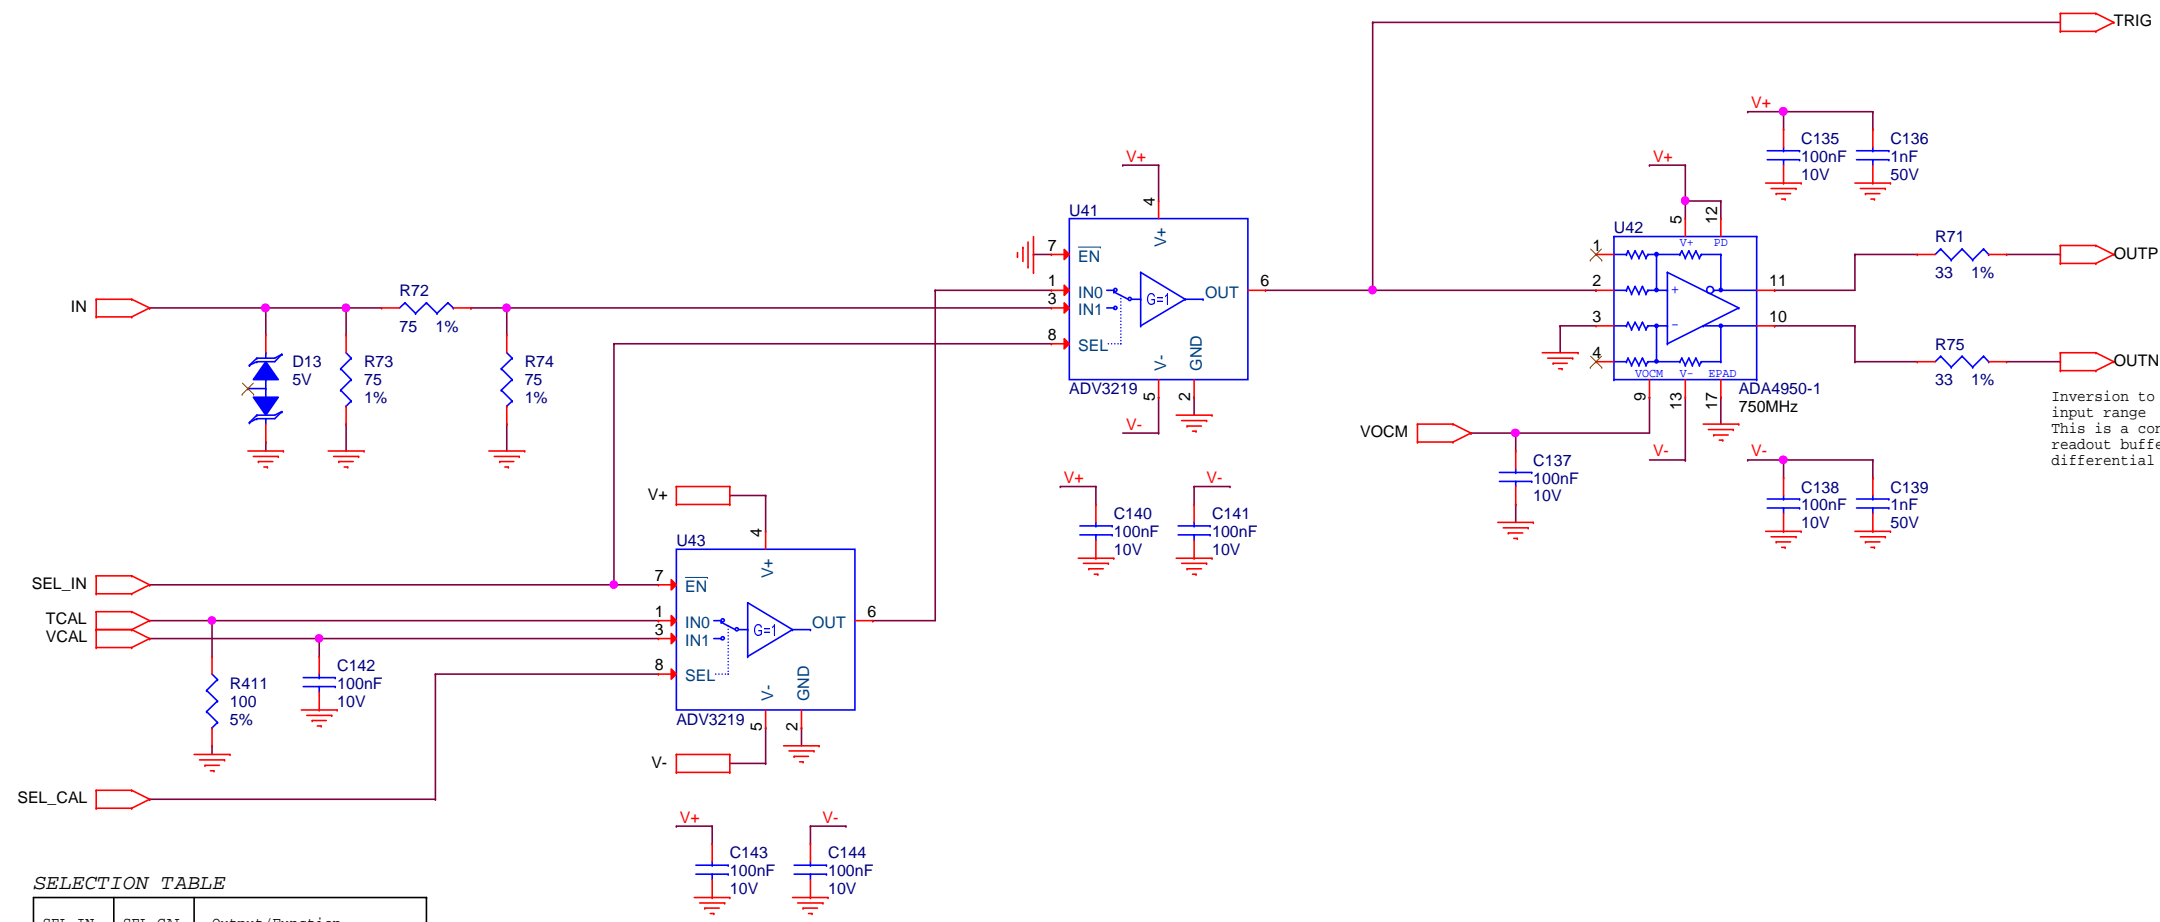 TRIG
V+
C135
100nF
10V
C136
1nF
50V
V+
V+
U41
4
V+
7
EN
1
IN0
3
IN1
8
SEL
G=1
OUT
6
V-
GND
5
2
ADV3219
V-
U42
5
12
V+
PD
1
2
3
4
+
-
11
10
VOCM
V-
EPAD
9
13
17
ADA4950-1
750MHz
R71
33 1%
OUTP
R75
33 1%
OUTN
Inversion to
input range
This is a
readout
differential
IN
R72
75 1%
D13
5V
R73
75
1%
R74
75
1%
VOCM
C137
100nF
10V
V-
V-
C138
100nF
10V
C139
1nF
50V
V+
C140
100nF
10V
V-
C141
100nF
10V
V+
U43
4
V+
SEL_IN
7
EN
TCAL
1
IN0
VCAL
3
IN1
8
SEL
G=1
OUT
6
V-
GND
5
2
ADV3219
V-
R411
100
5%
C142
100nF
10V
SEL_CAL
V+
C143
100nF
10V
V-
C144
100nF
10V
SELECTION TABLE
SEL_IN SEL_CAL Output/Function